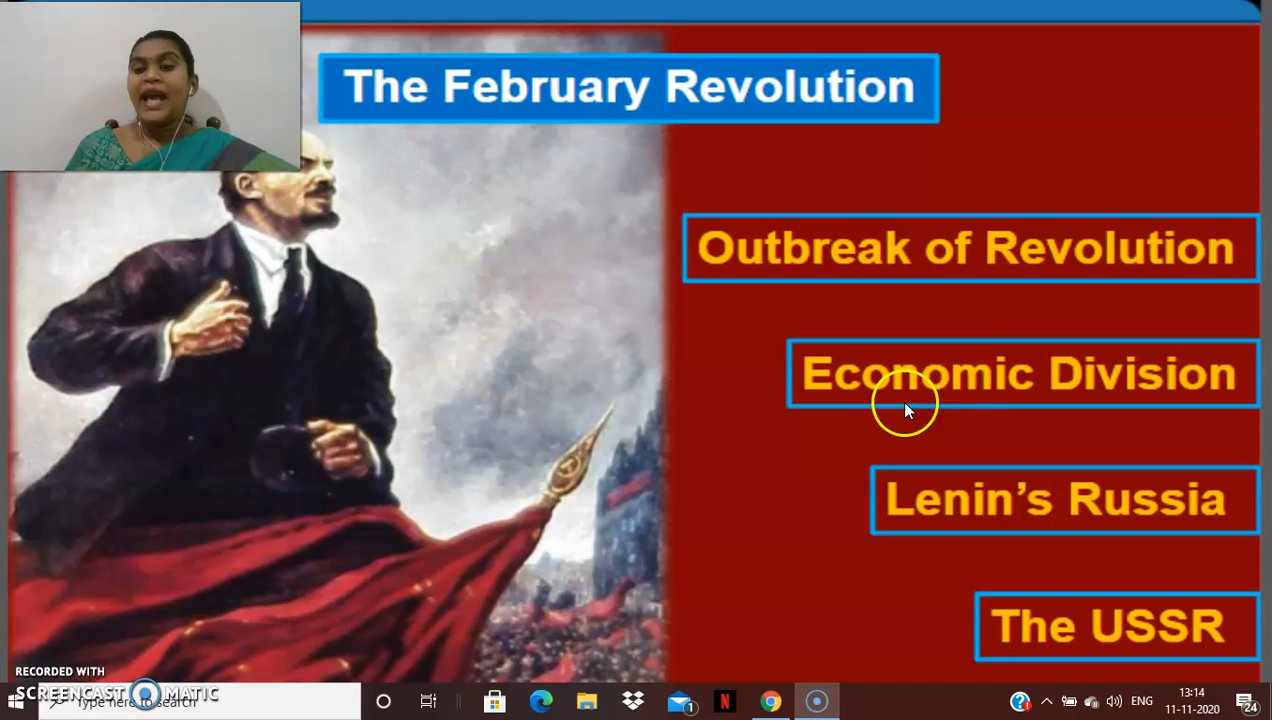 The February Revolution
Outbreak of Revolution
Economic Division
Lenin's Russia
The USSR
RECORDED WITH
SCREENCAST MATIC
Type here to search
1
N
ENG
13:14
11-11-2020
24